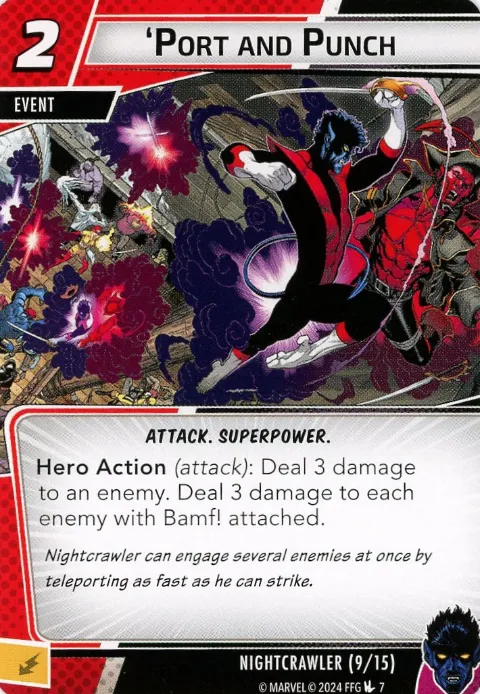 2
'PORT AND PUNCH
EVENT
ATTACK. SUPERPOWER.
Hero Action (attack): Deal 3 damage
to an enemy. Deal 3 damage to each
enemy with Bamf! attached.
Nightcrawler can engage several enemies at once by
teleporting as fast as he can strike.
NIGHTCRAWLER (9/15)
© MARVEL © 2024 FFG 7